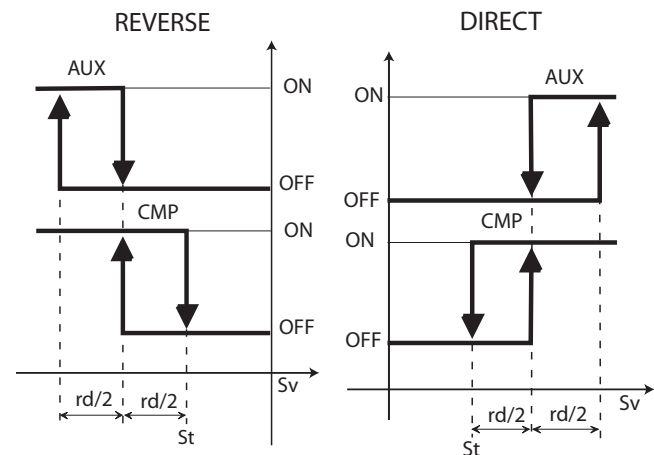 REVERSE
AUX
ON
OFF
CMP
ON
OFF
Sv
rd/2
rd/2
St
DIRECT
AUX
ON
OFF
CMP
ON
OFF
Sv
rd/2
rd/2
St